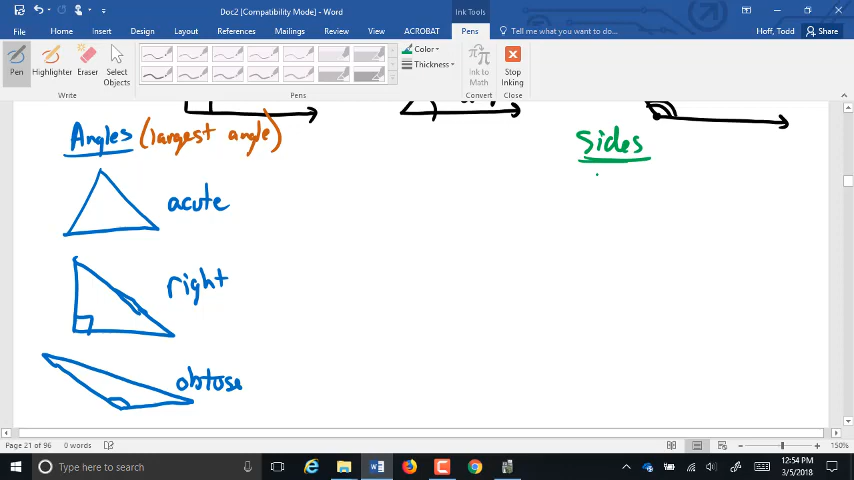 Doc2 [Compatibility Mode] - Word
Ink Tools
Hoff, Todd
Share
File
Home
Insert
Design
Layout
References
Mailings
Review
View
ACROBAT
Pens
Tell me what you want to do...
Pen
Highlighter
Eraser
Select Objects
Color
Thickness
Ink to Math
Stop Inking
Write
Pens
Convert
Close
Angles (largest angle)
Sides
acute
right
obtuse
Page 21 of 96
0 words
150%
Type here to search
12:54 PM
3/5/2018